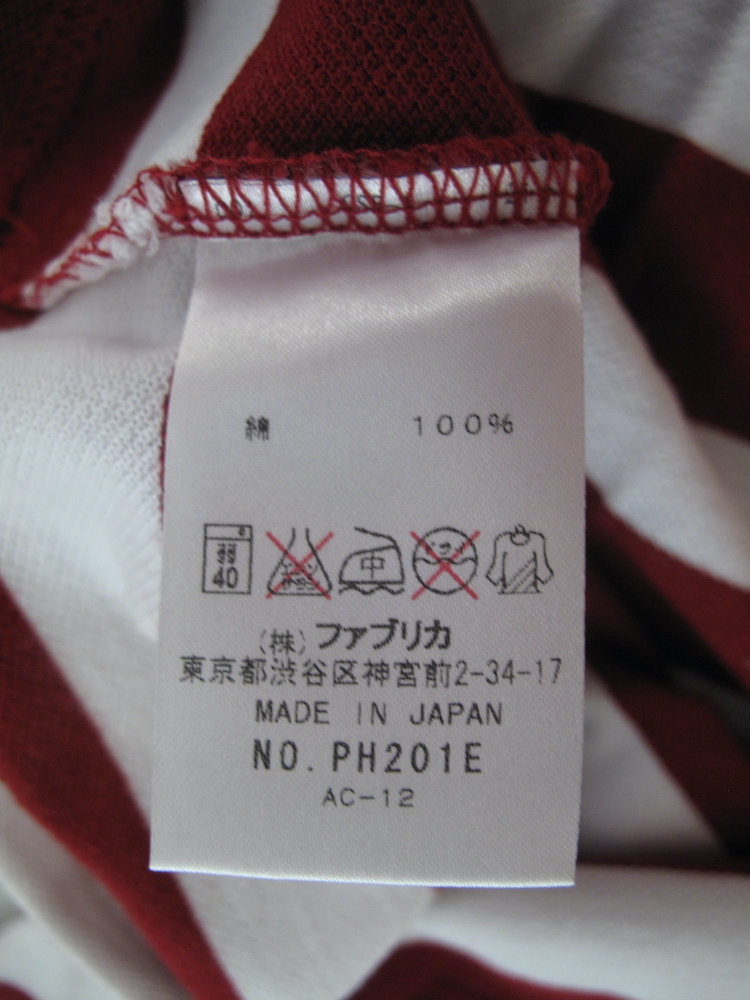 綿 100%
40 中
(株) ファブリカ
東京都渋谷区神宮前2-34-17
MADE IN JAPAN
NO. PH201E
AC-12